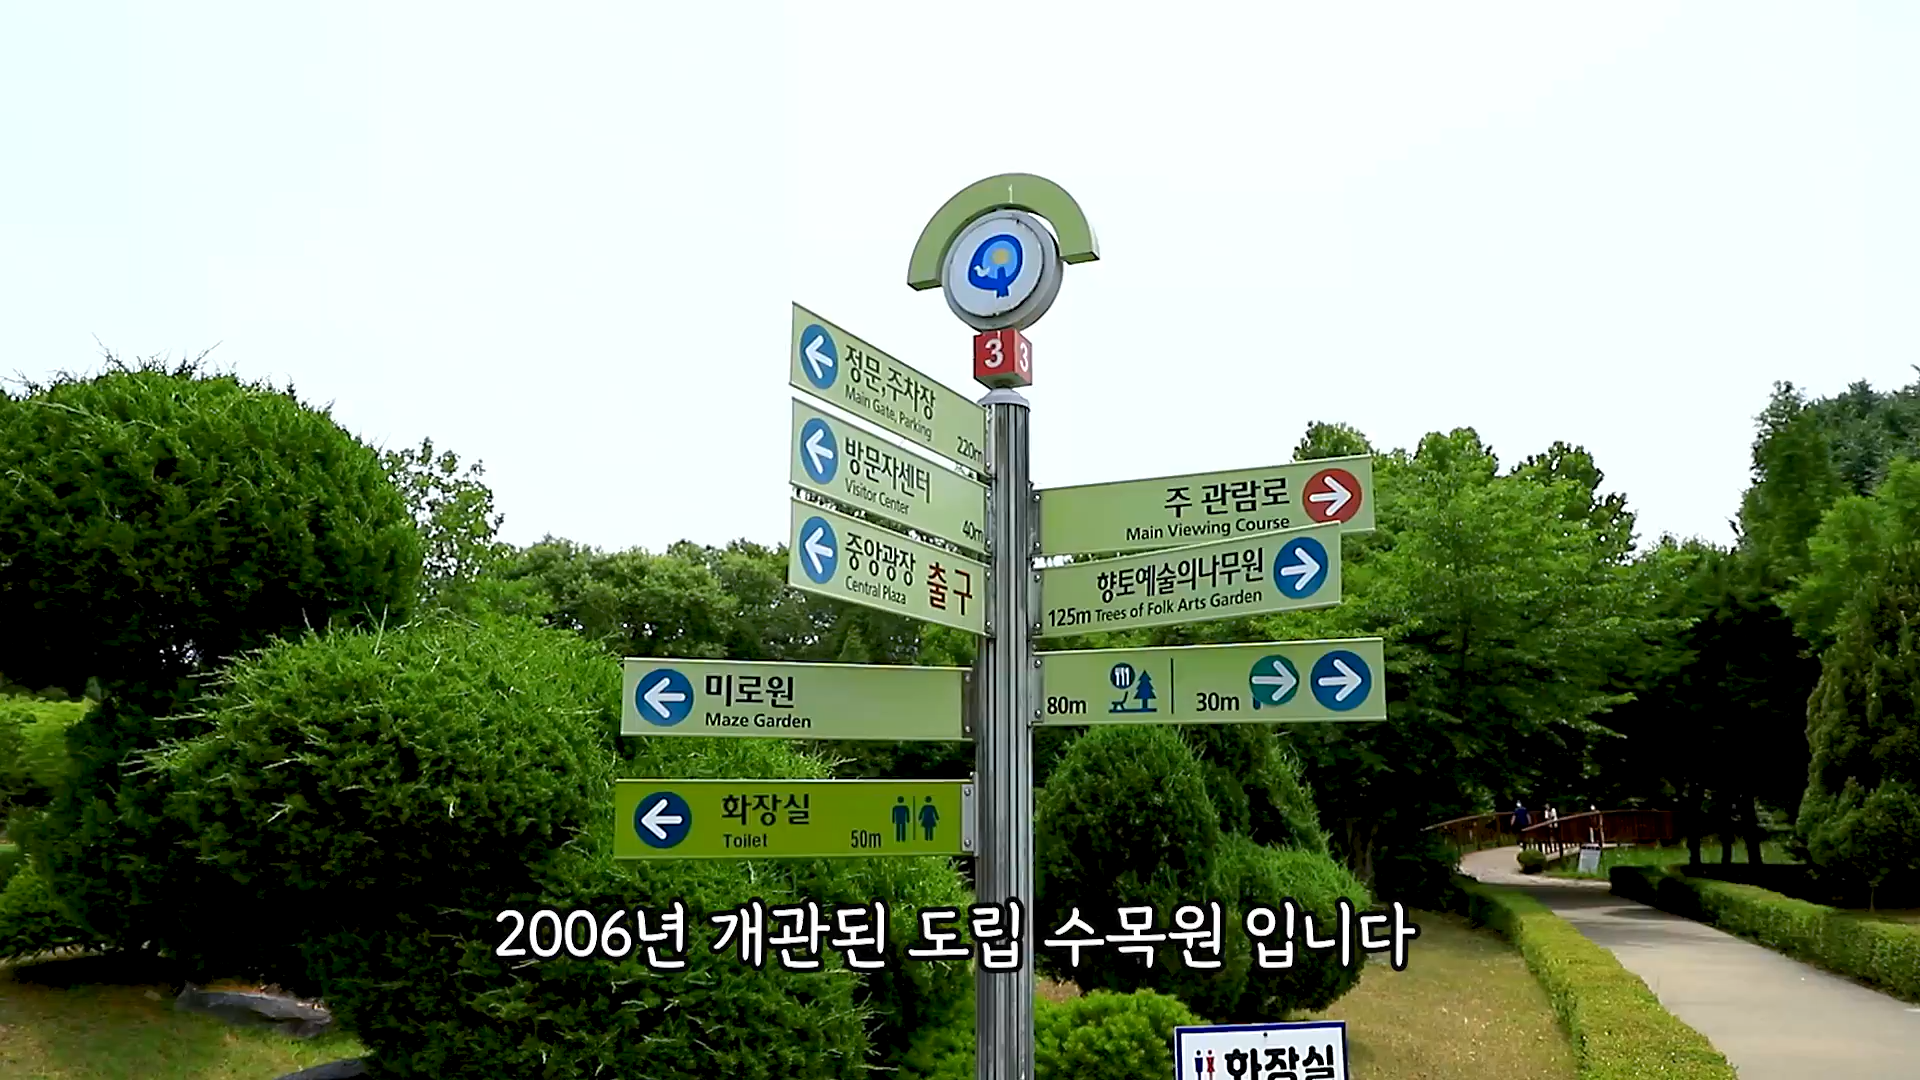 1
3
3
정문,주차장
Main Gate, Parking
220m
방문자센터
Visitor Center
40m
중앙광장 출구
Central Plaza
미로원
Maze Garden
화장실
Toilet
50m
주 관람로
Main Viewing Course
향토예술의나무원
125m Trees of Folk Arts Garden
80m
30m
2006년 개관된 도립 수목원 입니다
화장실